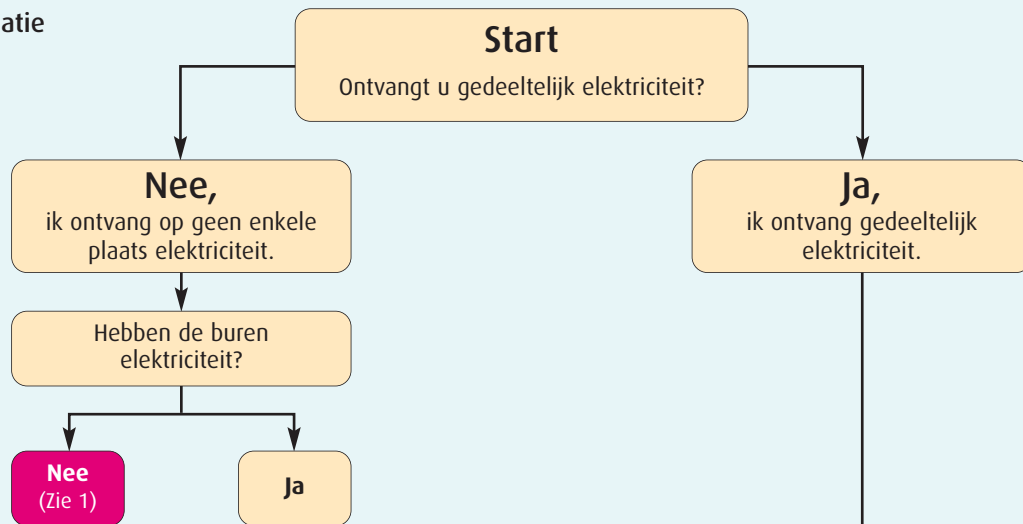 atie
Start
Ontvangt u gedeeltelijk elektriciteit?
Nee,
ik ontvang op geen enkele
plaats elektriciteit.
Ja,
ik ontvang gedeeltelijk
elektriciteit.
Hebben de buren
elektriciteit?
Nee
(Zie 1)
Ja